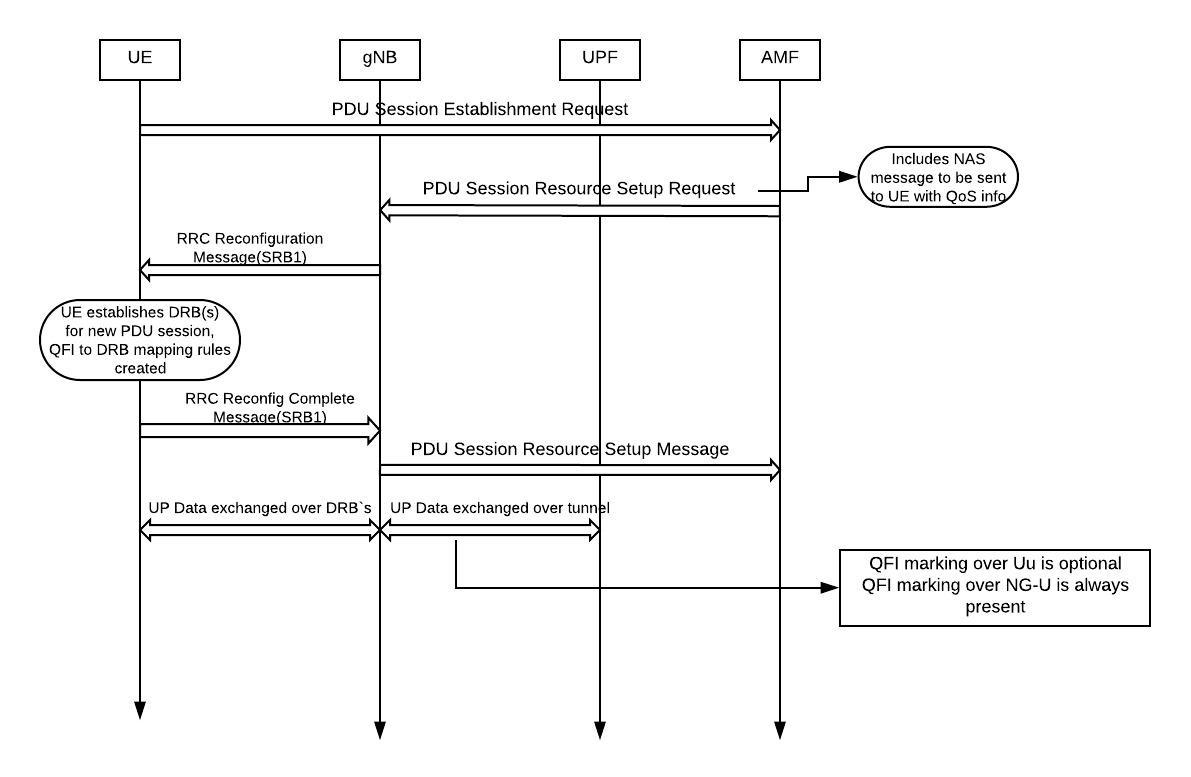 UE
gNB
UPF
AMF
PDU Session Establishment Request
Includes NAS
message to be sent
to UE with QoS info
PDU Session Resource Setup Request
RRC Reconfiguration
Message(SRB1)
UE establishes DRB(s)
for new PDU session,
QFI to DRB mapping rules
created
RRC Reconfig Complete
Message(SRB1)
PDU Session Resource Setup Message
UP Data exchanged over DRB`s
UP Data exchanged over tunnel
QFI marking over Uu is optional
QFI marking over NG-U is always
present